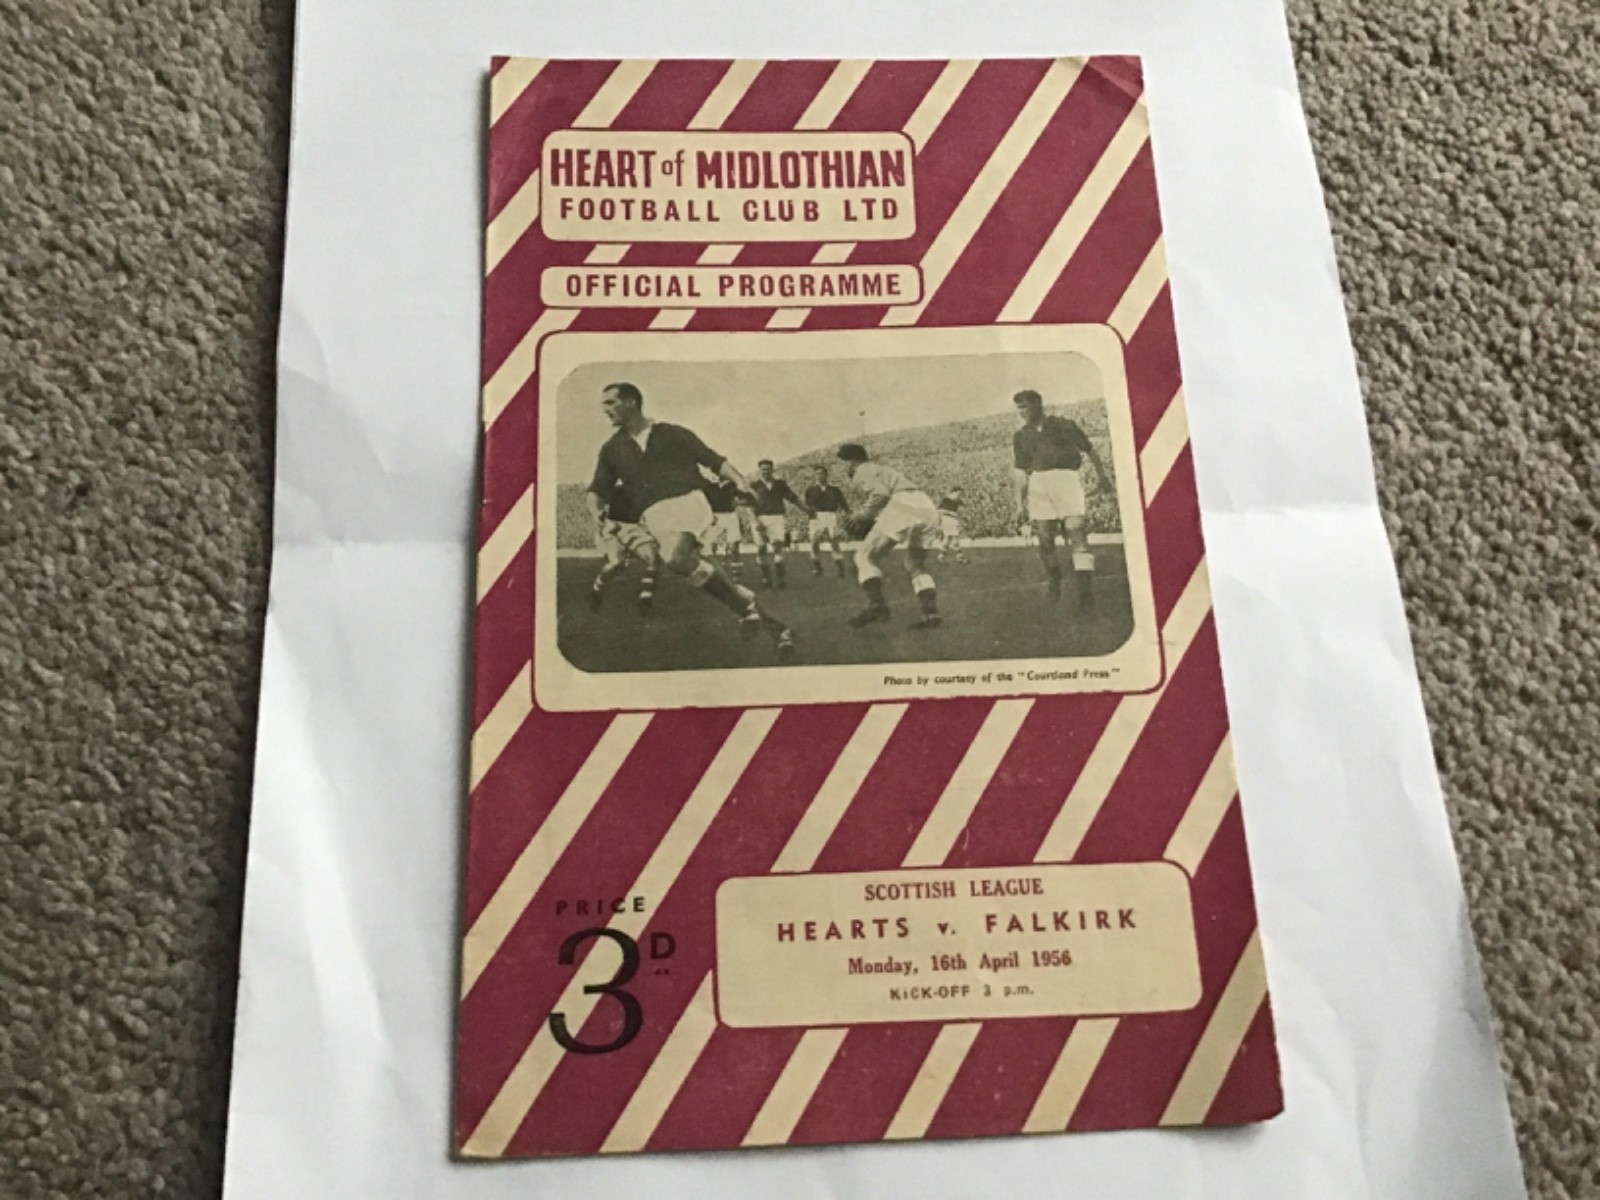 HEART of MIDLOTHIAN
FOOTBALL CLUB LTD
OFFICIAL PROGRAMME
Photo by courtesy of the "Courtland Press"
PRICE
3D
SCOTTISH LEAGUE
HEARTS v. FALKIRK
Monday, 16th April 1956
KICK-OFF 3 p.m.